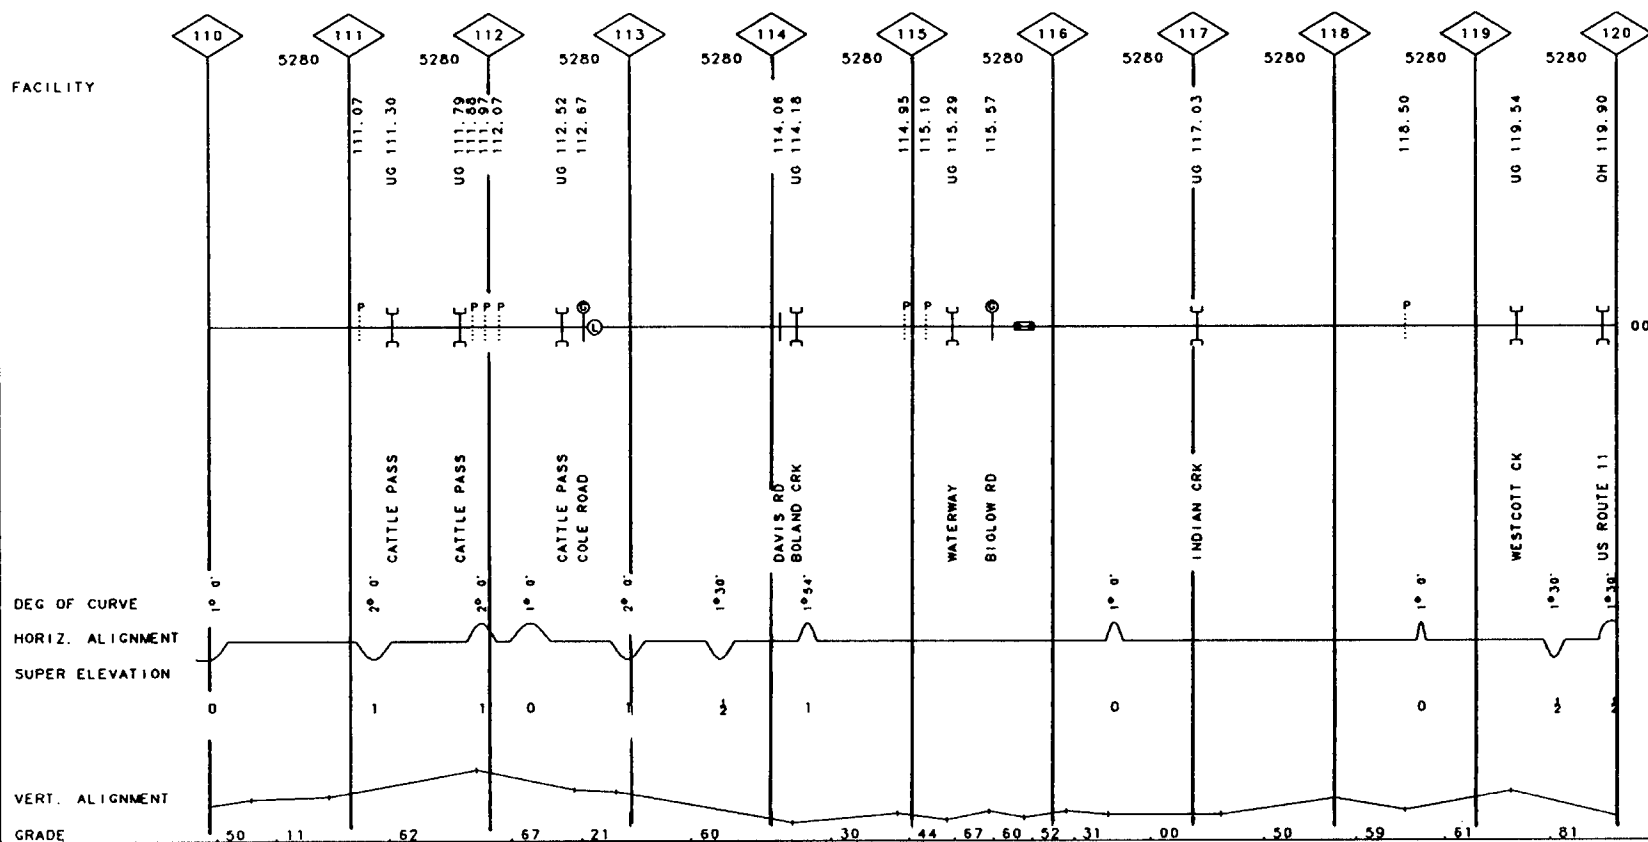 110 111 112 113 114 115 116 117 118 119 120
5280 5280 5280 5280 5280 5280 5280 5280 5280 5280
FACILITY
111.07
UG 111.30
UG 111.79
111.88
111.97
112.07
UG 112.52
112.67
114.06
UG 114.18
114.95
115.10
UG 115.29
115.57
UG 117.03
118.50
UG 119.54
OH 119.90
P P P P G L P P G P 00
CATTLE PASS
CATTLE PASS
CATTLE PASS
COLE ROAD
DAVIS RD
BOLAND CRK
WATERWAY
BIGLOW RD
INDIAN CRK
WESTCOTT CK
US ROUTE 11
DEG OF CURVE 1° 0' 2° 0' 2° 0' 1° 0' 2° 0' 1°30' 1°54' 1° 0' 1° 0' 1°30' 1°30'
HORIZ. ALIGNMENT
SUPER ELEVATION
0 1 1 0 1 ½ 1 0 0 ½ ½
VERT. ALIGNMENT
GRADE .50 .11 .62 .67 .21 .60 .30 .44 .67 .60 .52 .31 .00 .50 .59 .61 .81